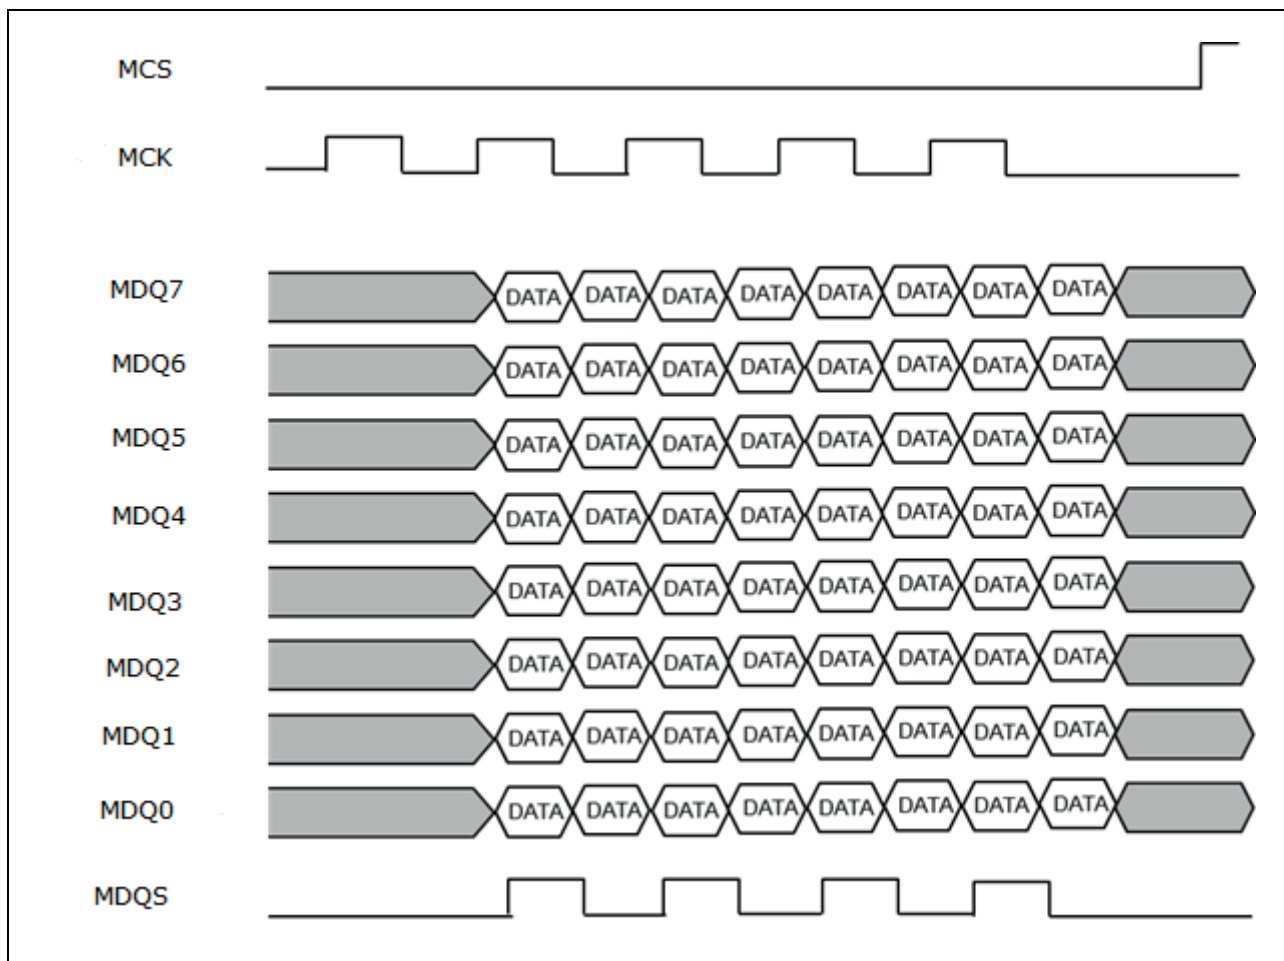 MCS
MCK
MDQ7 DATA DATA DATA DATA DATA DATA DATA DATA
MDQ6 DATA DATA DATA DATA DATA DATA DATA DATA
MDQ5 DATA DATA DATA DATA DATA DATA DATA DATA
MDQ4 DATA DATA DATA DATA DATA DATA DATA DATA
MDQ3 DATA DATA DATA DATA DATA DATA DATA DATA
MDQ2 DATA DATA DATA DATA DATA DATA DATA DATA
MDQ1 DATA DATA DATA DATA DATA DATA DATA DATA
MDQ0 DATA DATA DATA DATA DATA DATA DATA DATA
MDQS